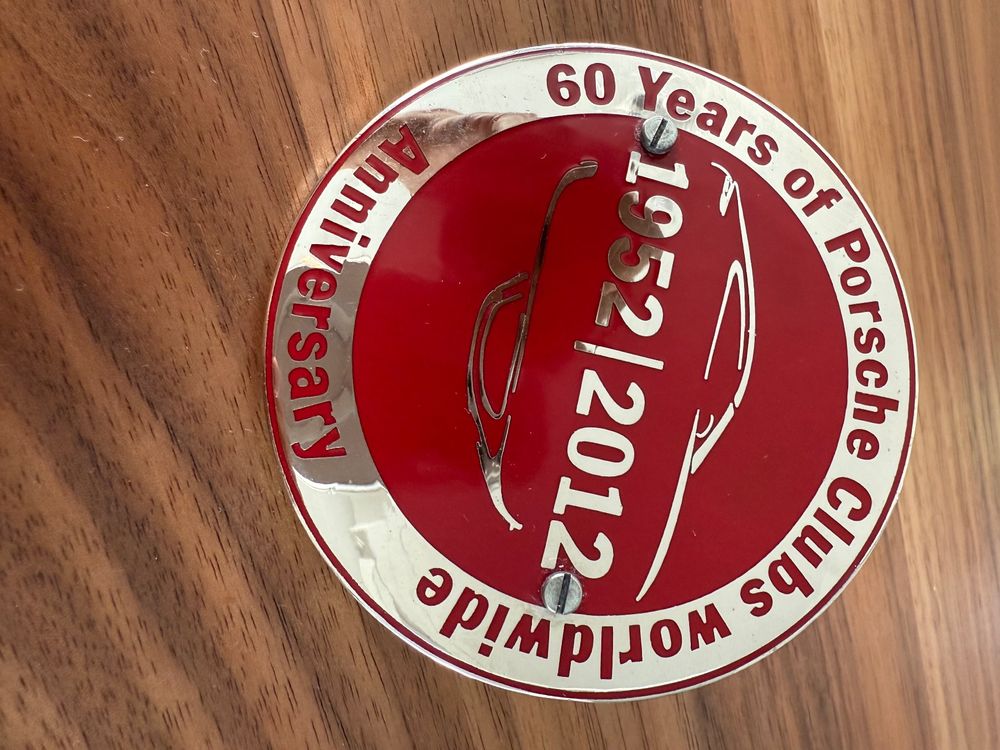 60 Years of Porsche Clubs worldwide
1952|2012
Anniversary